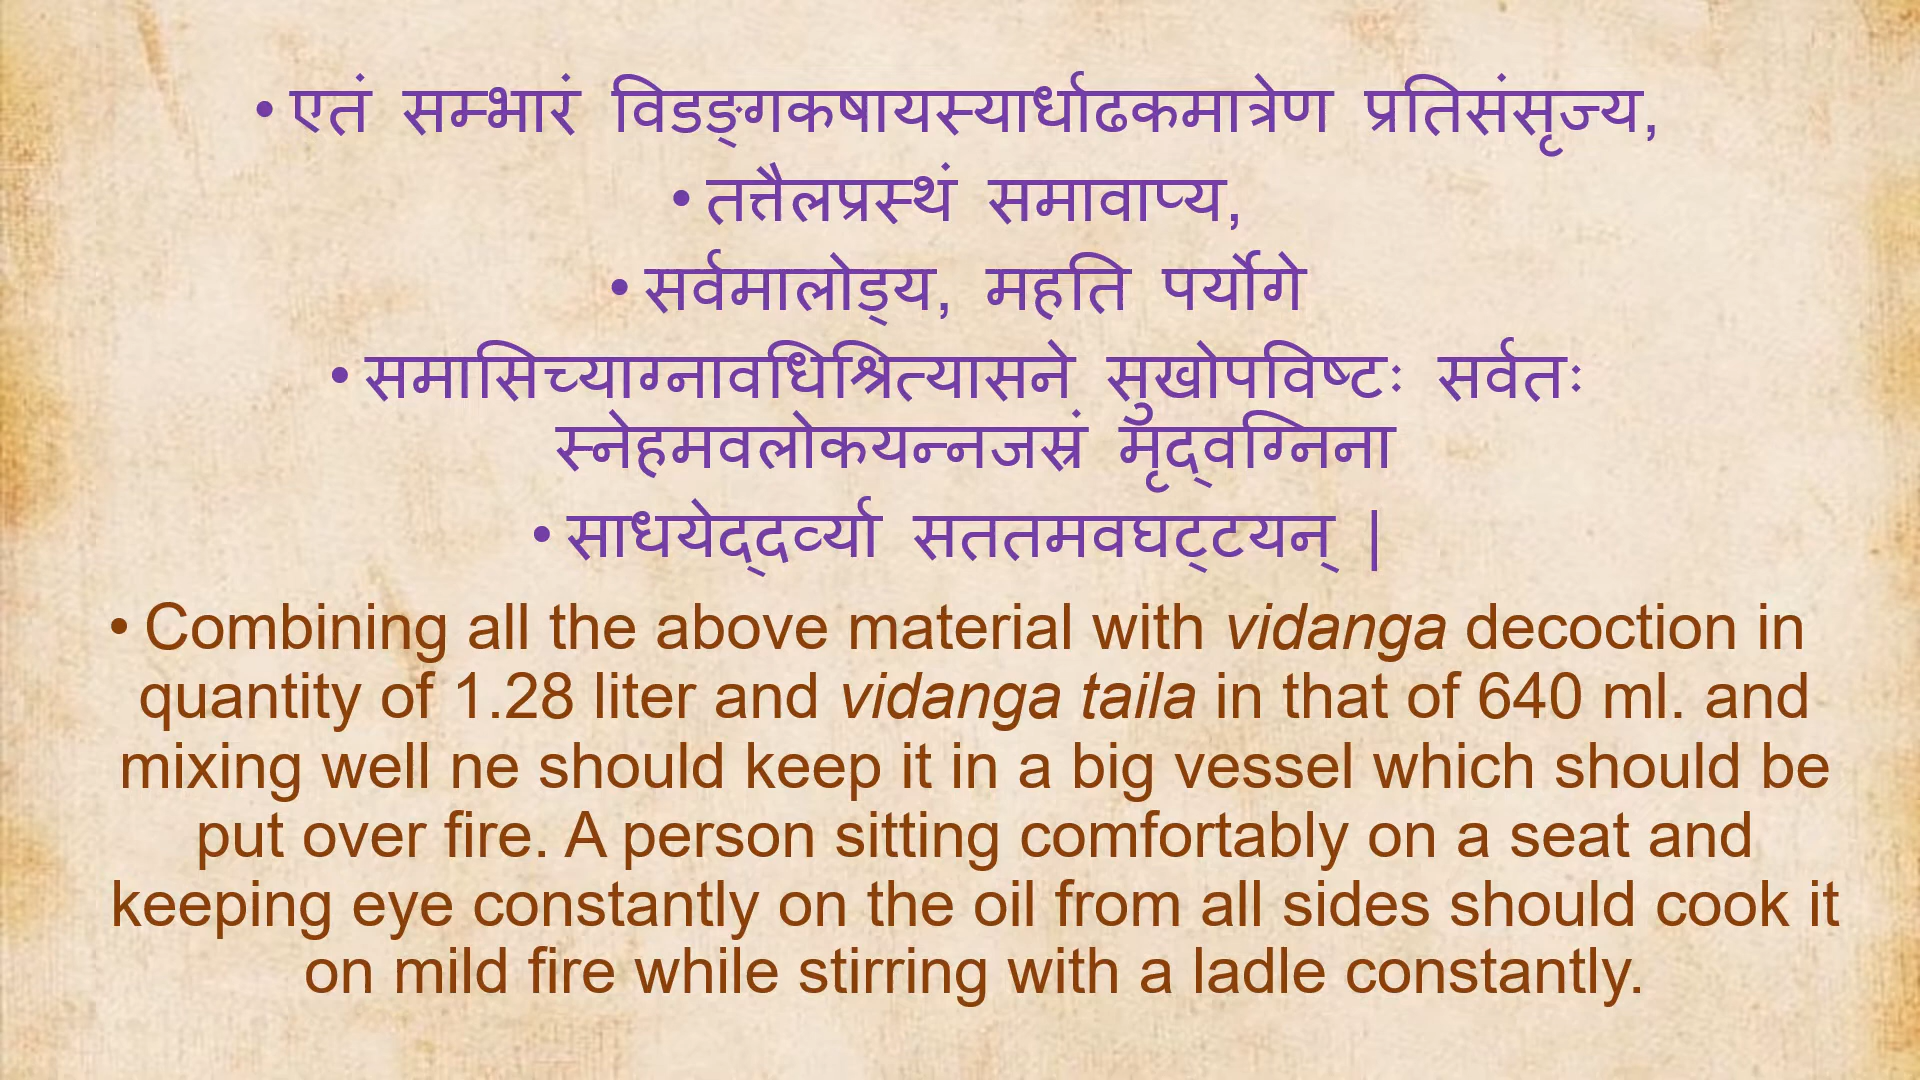 • एतं सम्भारं विडङ्गकषायस्यार्धाढकमात्रेण प्रतिसंसृज्य,
• तत्तैलप्रस्थं समावाप्य,
• सर्वमालोड्य, महति पर्योगे
• समासिच्याग्नावधिश्रित्यासने सुखोपविष्टः सर्वतः
स्नेहमवलोकयन्नजस्रं मृद्वग्निना
• साधयेद्दर्व्या सततमवघट्टयन् |
• Combining all the above material with vidanga decoction in
quantity of 1.28 liter and vidanga taila in that of 640 ml. and
mixing well ne should keep it in a big vessel which should be
put over fire. A person sitting comfortably on a seat and
keeping eye constantly on the oil from all sides should cook it
on mild fire while stirring with a ladle constantly.